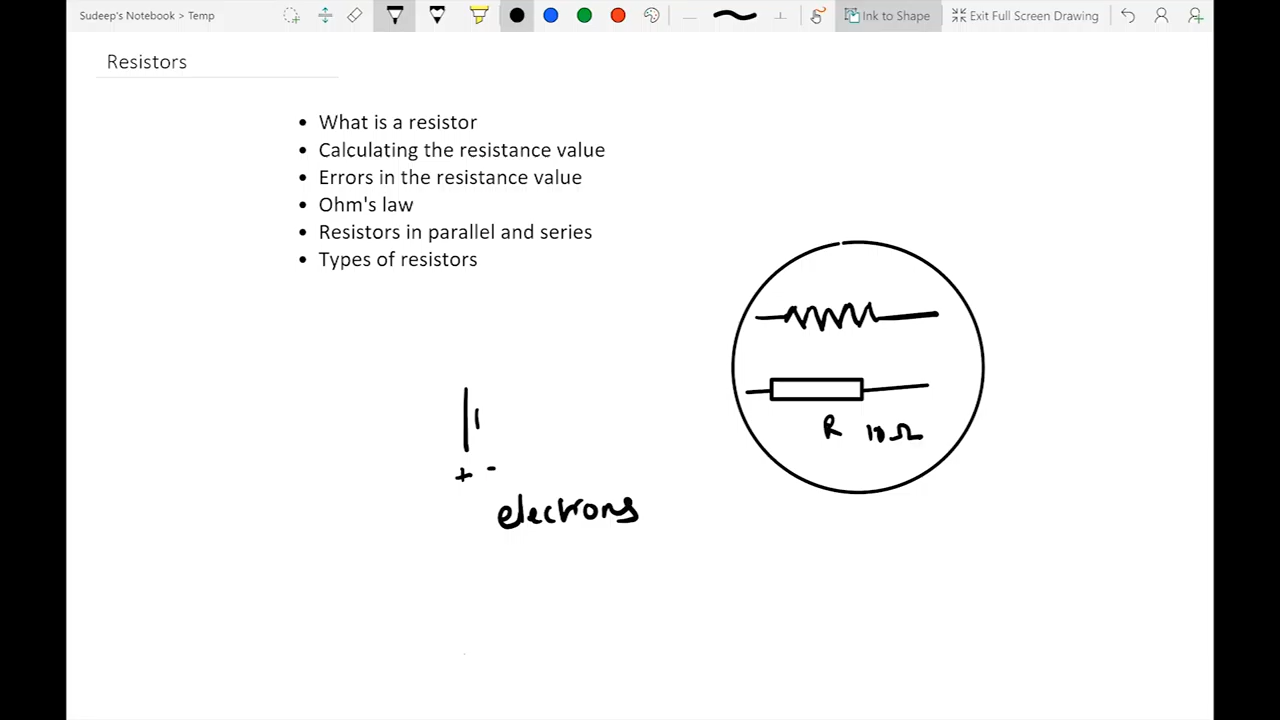 Sudeep's Notebook > Temp
Ink to Shape
Exit Full Screen Drawing
Resistors
• What is a resistor
• Calculating the resistance value
• Errors in the resistance value
• Ohm's law
• Resistors in parallel and series
• Types of resistors
R 10Ω
+ -
electrons